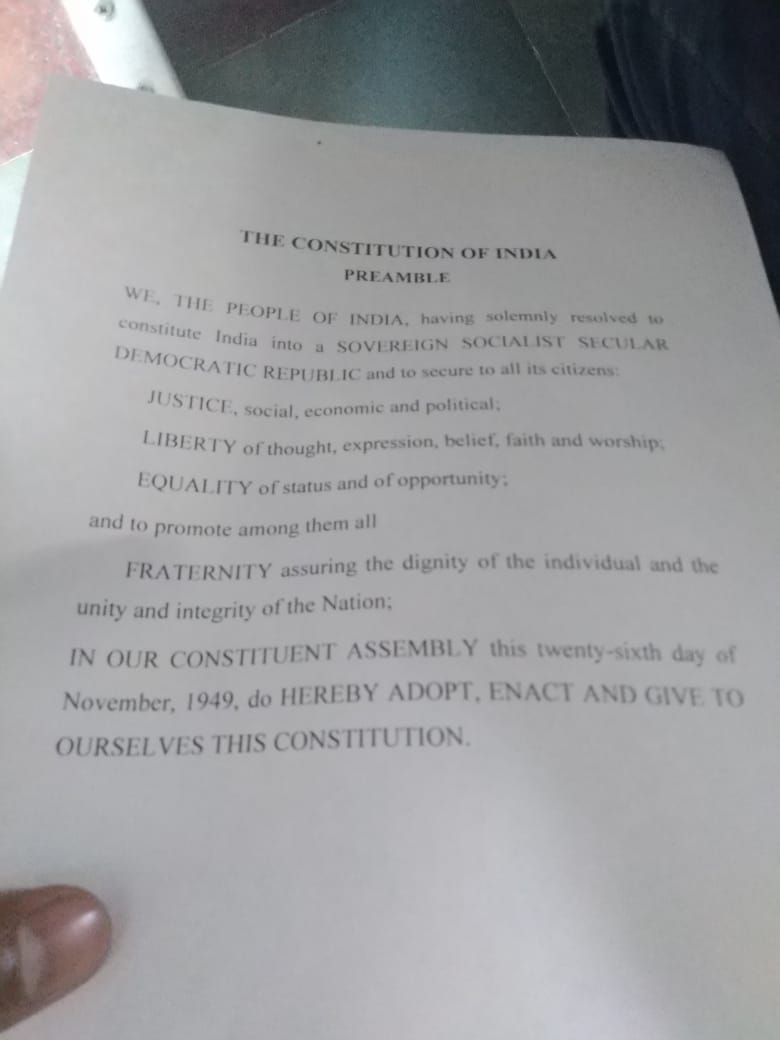 THE CONSTITUTION OF INDIA
PREAMBLE
WE, THE PEOPLE OF INDIA, having solemnly resolved to
constitute India into a SOVEREIGN SOCIALIST SECULAR
DEMOCRATIC REPUBLIC and to secure to all its citizens:
JUSTICE, social, economic and political;
LIBERTY of thought, expression, belief, faith and worship;
EQUALITY of status and of opportunity;
and to promote among them all
FRATERNITY assuring the dignity of the individual and the
unity and integrity of the Nation;
IN OUR CONSTITUENT ASSEMBLY this twenty-sixth day of
November, 1949, do HEREBY ADOPT, ENACT AND GIVE TO
OURSELVES THIS CONSTITUTION.